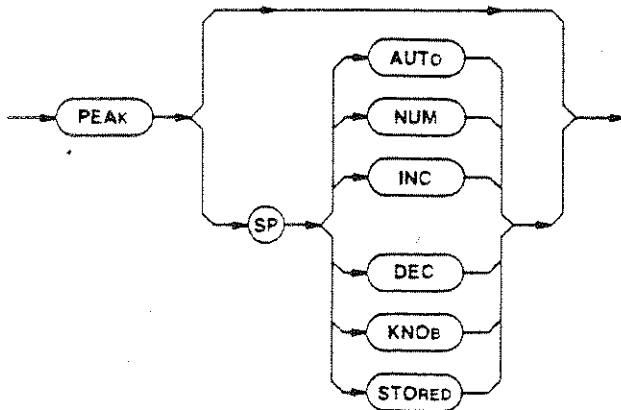 AUTO
NUM
PEAK
INC
SP
DEC
KNOB
STORED